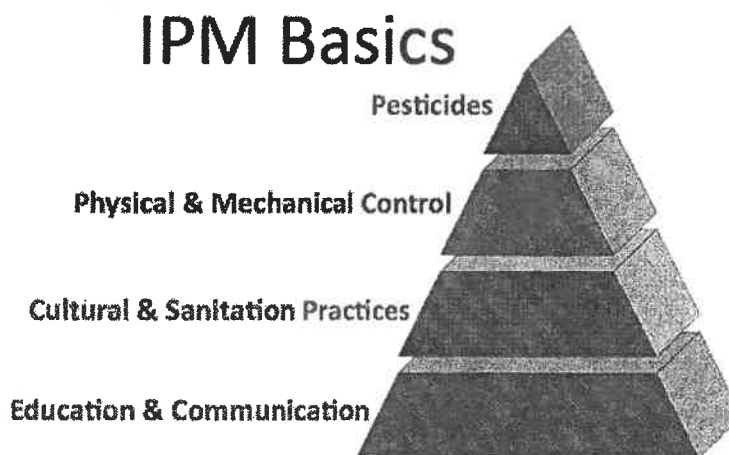 IPM Basics
Pesticides
Physical & Mechanical Control
Cultural & Sanitation Practices
Education & Communication